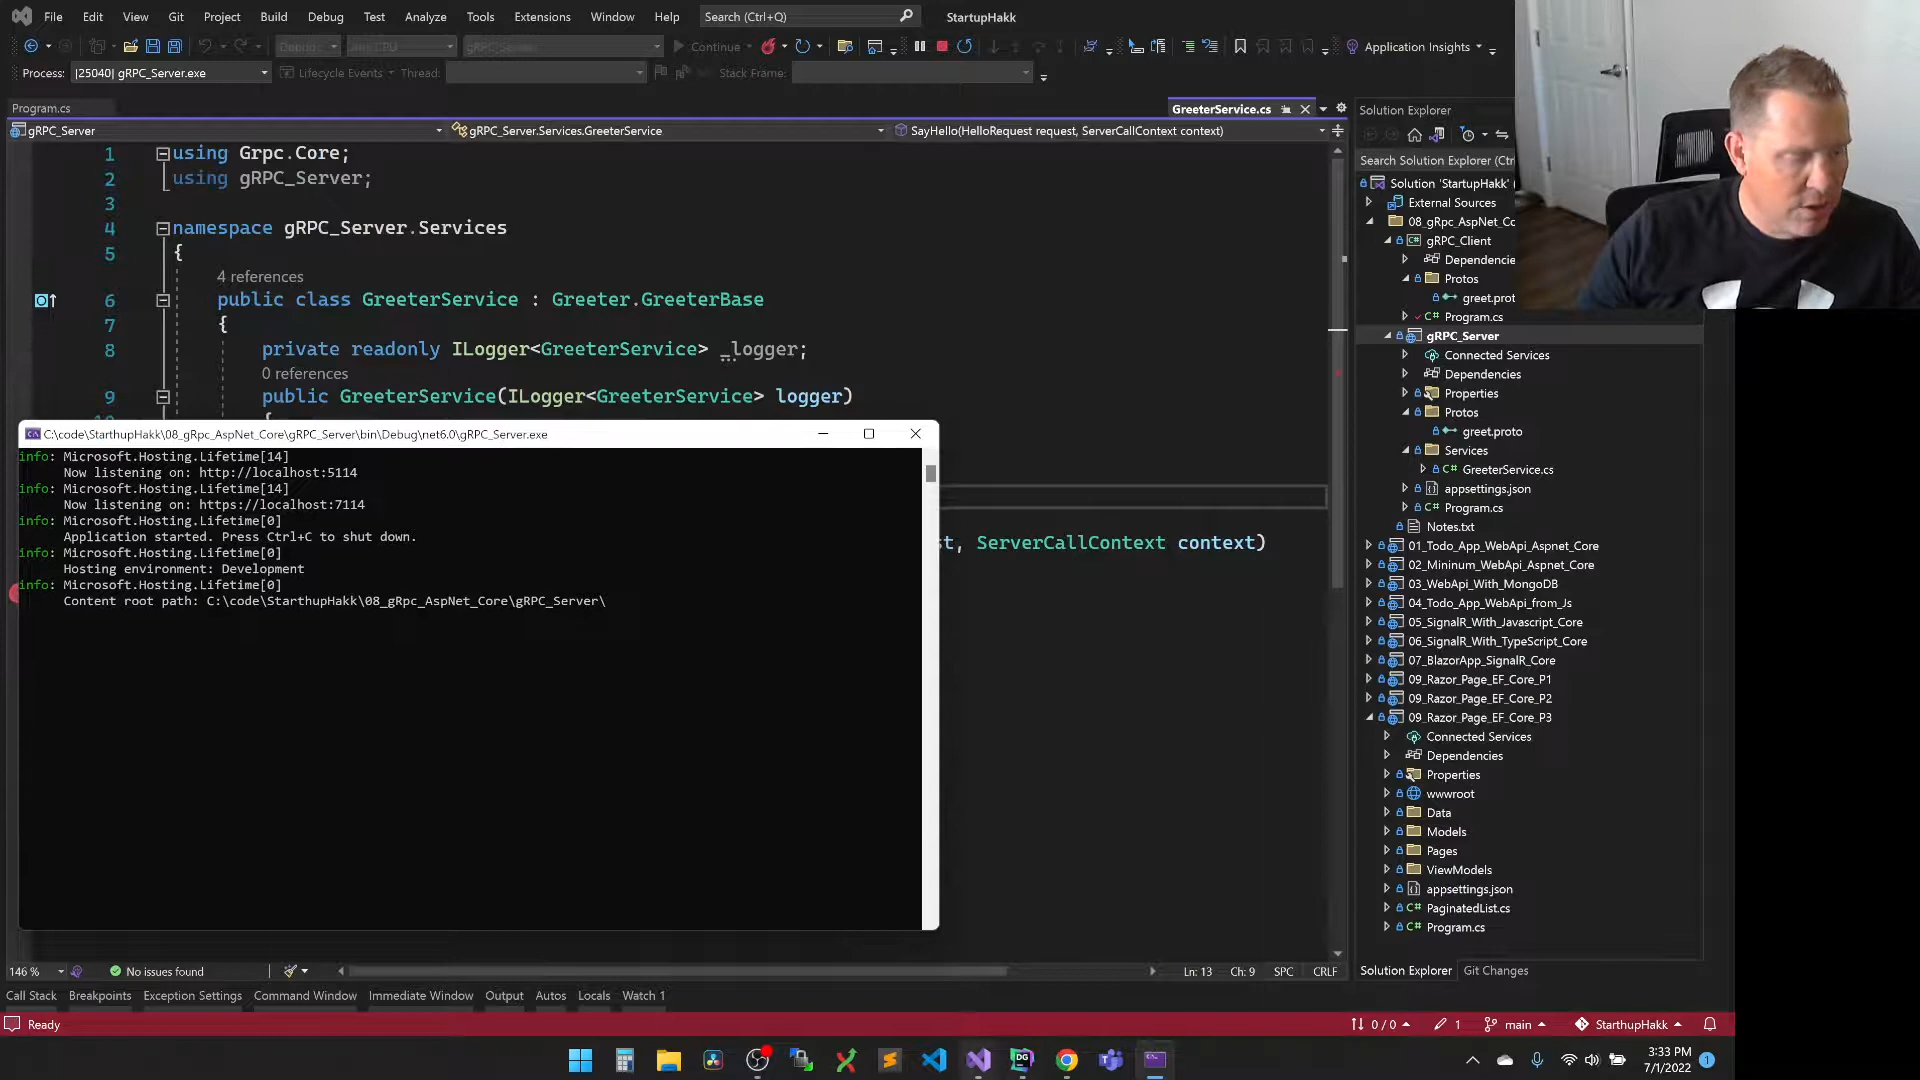 File Edit View Git Project Build Debug Test Analyze Tools Extensions Window Help Search (Ctrl+Q) StartupHakk
Continue Application Insights
Process: [25040] gRPC_Server.exe Lifecycle Events Thread: Stack Frame:
Program.cs GreeterService.cs
gRPC_Server gRPC_Server.Services.GreeterService SayHello(HelloRequest request, ServerCallContext context)
1 using Grpc.Core;
2 using gRPC_Server;
3
4 namespace gRPC_Server.Services
5 {
4 references
6 public class GreeterService : Greeter.GreeterBase
7 {
8 private readonly ILogger<GreeterService> _logger;
0 references
9 public GreeterService(ILogger<GreeterService> logger)
st, ServerCallContext context)
C:\code\StarthupHakk\08_gRpc_AspNet_Core\gRPC_Server\bin\Debug\net6.0\gRPC_Server.exe
info: Microsoft.Hosting.Lifetime[14]
Now listening on: http://localhost:5114
info: Microsoft.Hosting.Lifetime[14]
Now listening on: https://localhost:7114
info: Microsoft.Hosting.Lifetime[0]
Application started. Press Ctrl+C to shut down.
info: Microsoft.Hosting.Lifetime[0]
Hosting environment: Development
info: Microsoft.Hosting.Lifetime[0]
Content root path: C:\code\StarthupHakk\08_gRpc_AspNet_Core\gRPC_Server\
Solution Explorer
Search Solution Explorer (Ctr
Solution 'StartupHakk' (
External Sources
08_gRpc_AspNet_Co
gRPC_Client
Dependencie
Protos
greet.prot
Program.cs
gRPC_Server
Connected Services
Dependencies
Properties
Protos
greet.proto
Services
GreeterService.cs
appsettings.json
Program.cs
Notes.txt
01_Todo_App_WebApi_Aspnet_Core
02_Mininum_WebApi_Aspnet_Core
03_WebApi_With_MongoDB
04_Todo_App_WebApi_from_Js
05_SignalR_With_Javascript_Core
06_SignalR_With_TypeScript_Core
07_BlazorApp_SignalR_Core
09_Razor_Page_EF_Core_P1
09_Razor_Page_EF_Core_P2
09_Razor_Page_EF_Core_P3
Connected Services
Dependencies
Properties
wwwroot
Data
Models
Pages
ViewModels
appsettings.json
PaginatedList.cs
Program.cs
146 % No issues found Ln: 13 Ch: 9 SPC CRLF
Solution Explorer Git Changes
Call Stack Breakpoints Exception Settings Command Window Immediate Window Output Autos Locals Watch 1
Ready 0 / 0 1 main StarthupHakk
3:33 PM
7/1/2022
1